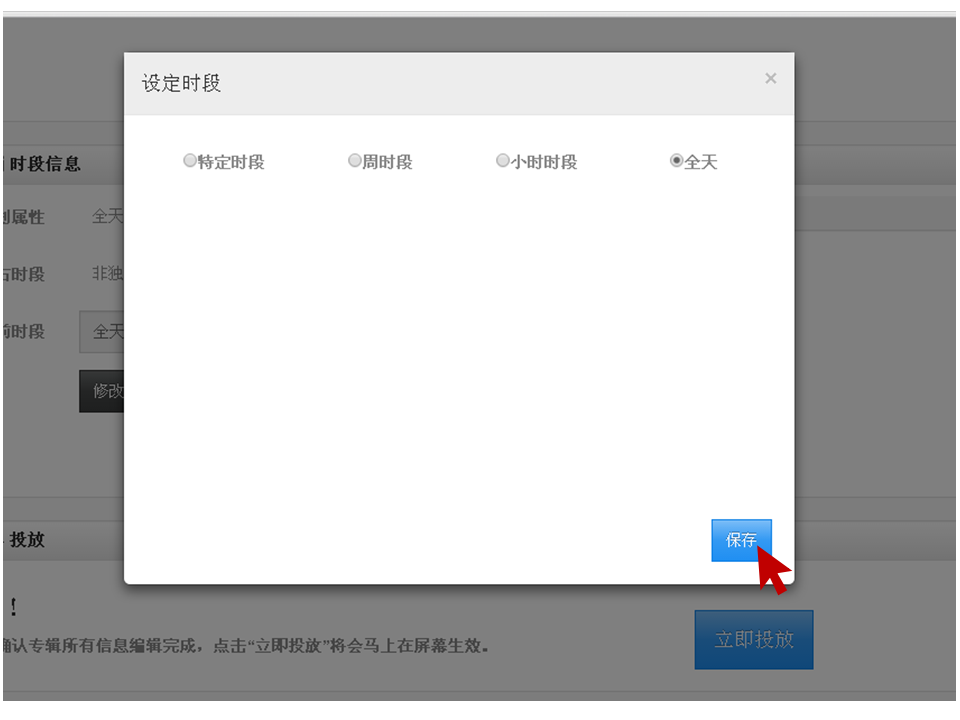 设定时段
×
特定时段 周时段 小时时段 全天
时段信息
属性 全天
时段 非独
时段 全天
修改
保存
投放
!
认专辑所有信息编辑完成，点击“立即投放”将会马上在屏幕生效。
立即投放